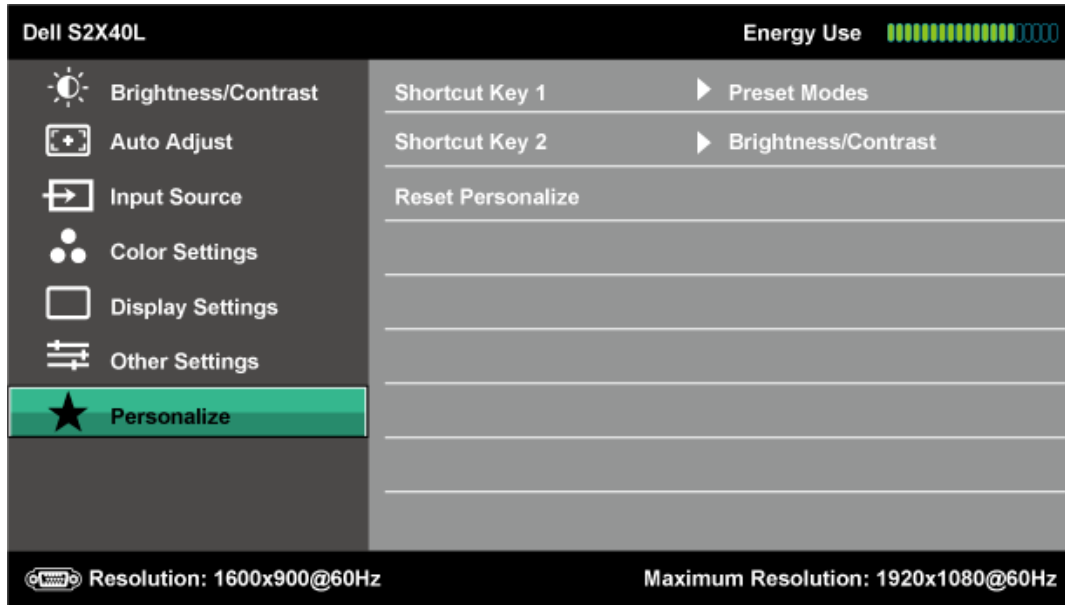 Dell S2X40L Energy Use
Brightness/Contrast
Auto Adjust
Input Source
Color Settings
Display Settings
Other Settings
Personalize
Shortcut Key 1 Preset Modes
Shortcut Key 2 Brightness/Contrast
Reset Personalize
Resolution: 1600x900@60Hz Maximum Resolution: 1920x1080@60Hz